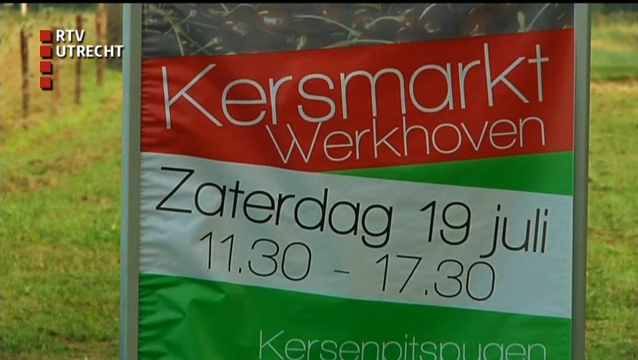 RTV
UTRECHT
Kersmarkt
Werkhoven
Zaterdag 19 juli
11.30 - 17.30
Kersenpitspugen